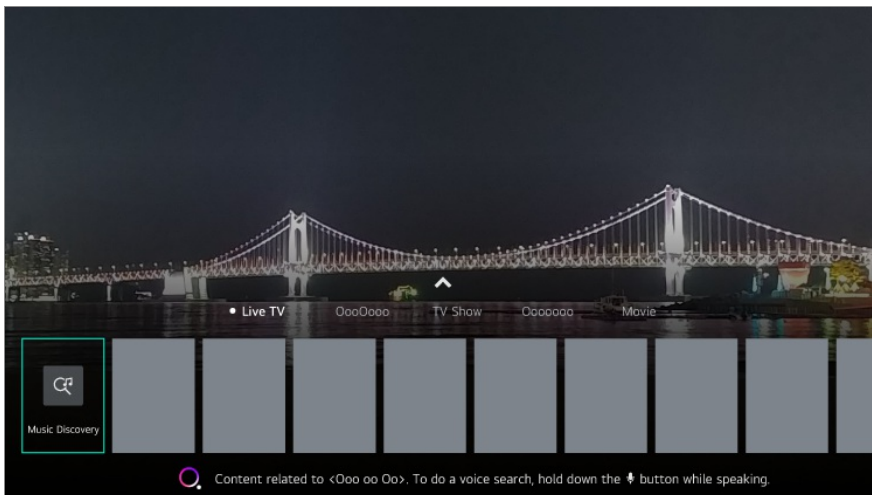 Live TV
OooOooo
TV Show
Ooooooo
Movie
Music Discovery
Content related to <Ooo oo Oo>. To do a voice search, hold down the button while speaking.